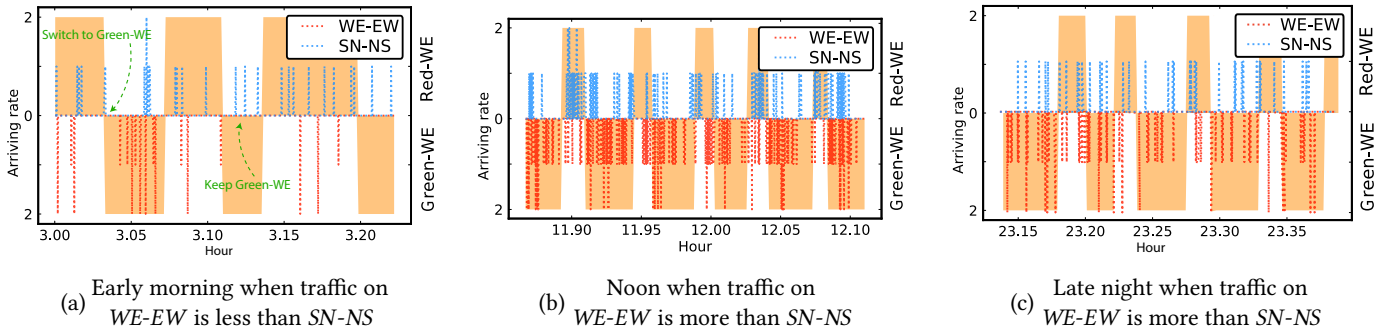 WE-EW
SN-NS
Switch to Green-WE
Keep Green-WE
Arriving rate
2
0
2
3.00 3.05 3.10 3.15 3.20
Hour
Red-WE
Green-WE
(a) Early morning when traffic on
WE-EW is less than SN-NS
WE-EW
SN-NS
Arriving rate
2
0
2
11.90 11.95 12.00 12.05 12.10
Hour
Red-WE
Green-WE
(b) Noon when traffic on
WE-EW is more than SN-NS
WE-EW
SN-NS
Arriving rate
2
0
2
23.15 23.20 23.25 23.30 23.35
Hour
Red-WE
Green-WE
(c) Late night when traffic on
WE-EW is more than SN-NS